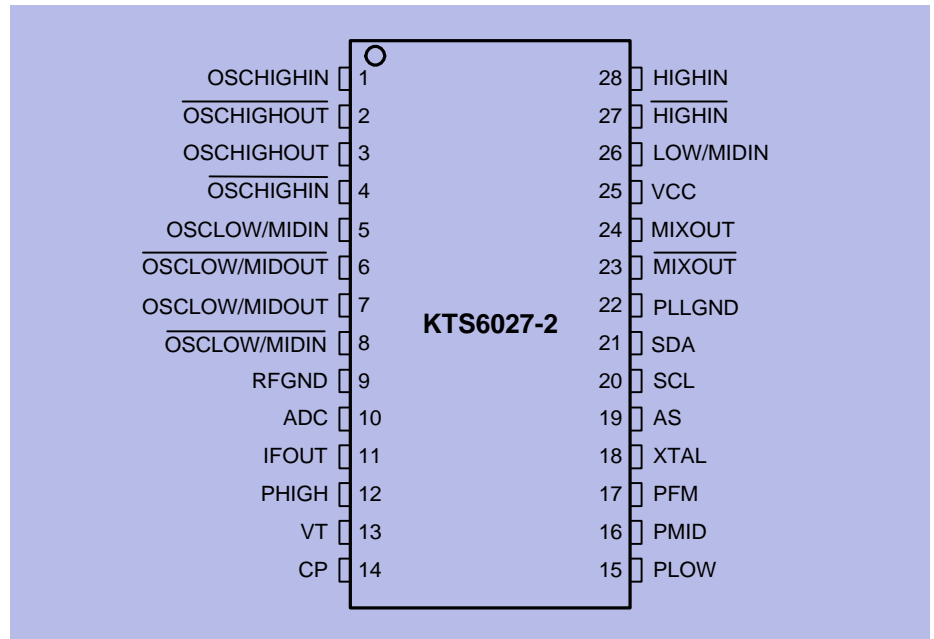 OSCHIGHIN 1 28 HIGHIN
OSCHIGHOUT 2 27 HIGHIN
OSCHIGHOUT 3 26 LOW/MIDIN
OSCHIGHIN 4 25 VCC
OSCLOW/MIDIN 5 24 MIXOUT
OSCLOW/MIDOUT 6 23 MIXOUT
OSCLOW/MIDOUT 7 22 PLLGND
KTS6027-2
OSCLOW/MIDIN 8 21 SDA
RFGND 9 20 SCL
ADC 10 19 AS
IFOUT 11 18 XTAL
PHIGH 12 17 PFM
VT 13 16 PMID
CP 14 15 PLOW